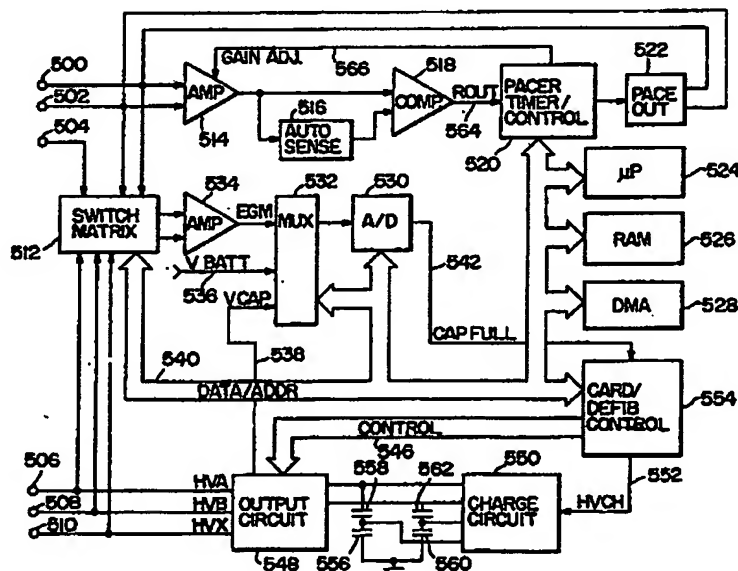 500
502
504
AMP
514
GAIN ADJ.
566
516
AUTO
SENSE
518
COMP.
ROUT
564
PACER
TIMER/
CONTROL
520
522
PACE
OUT
μP
524
RAM
526
DMA
528
SWITCH
MATRIX
512
534
AMP
EGM
532
MUX
530
A/D
V BATT
536
V CAP
538
542
CAP FULL
540
DATA/ADDR
CARD/
DEFIB
CONTROL
554
CONTROL
546
552
HVCH
506
508
510
HVA
HVB
HVX
OUTPUT
CIRCUIT
548
558
562
556
560
550
CHARGE
CIRCUIT